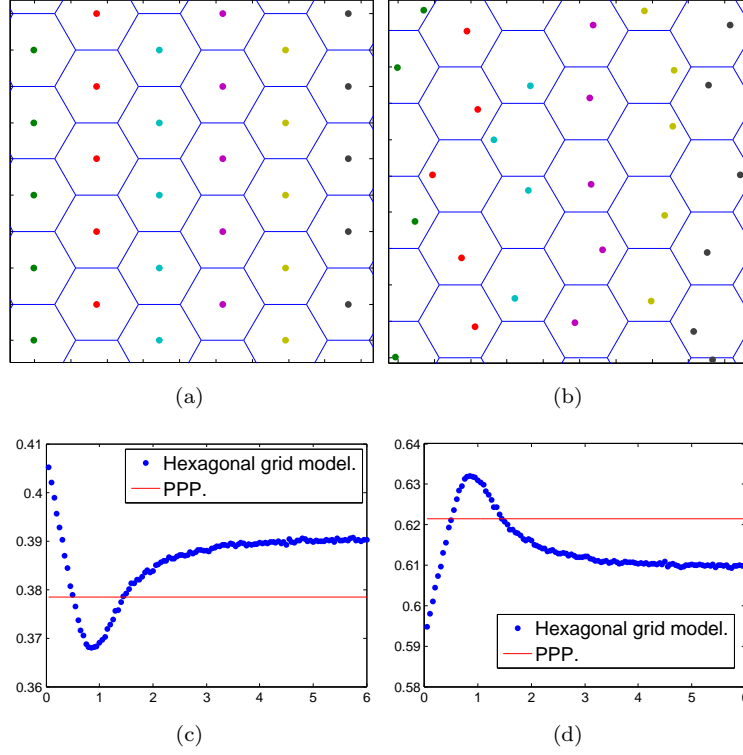 (a)
(b)
0.41
0.4
0.39
0.38
0.37
0.36
0 1 2 3 4 5 6
Hexagonal grid model.
PPP.
(c)
0.64
0.63
0.62
0.61
0.6
0.59
0.58
0 1 2 3 4 5 6
Hexagonal grid model.
PPP.
(d)